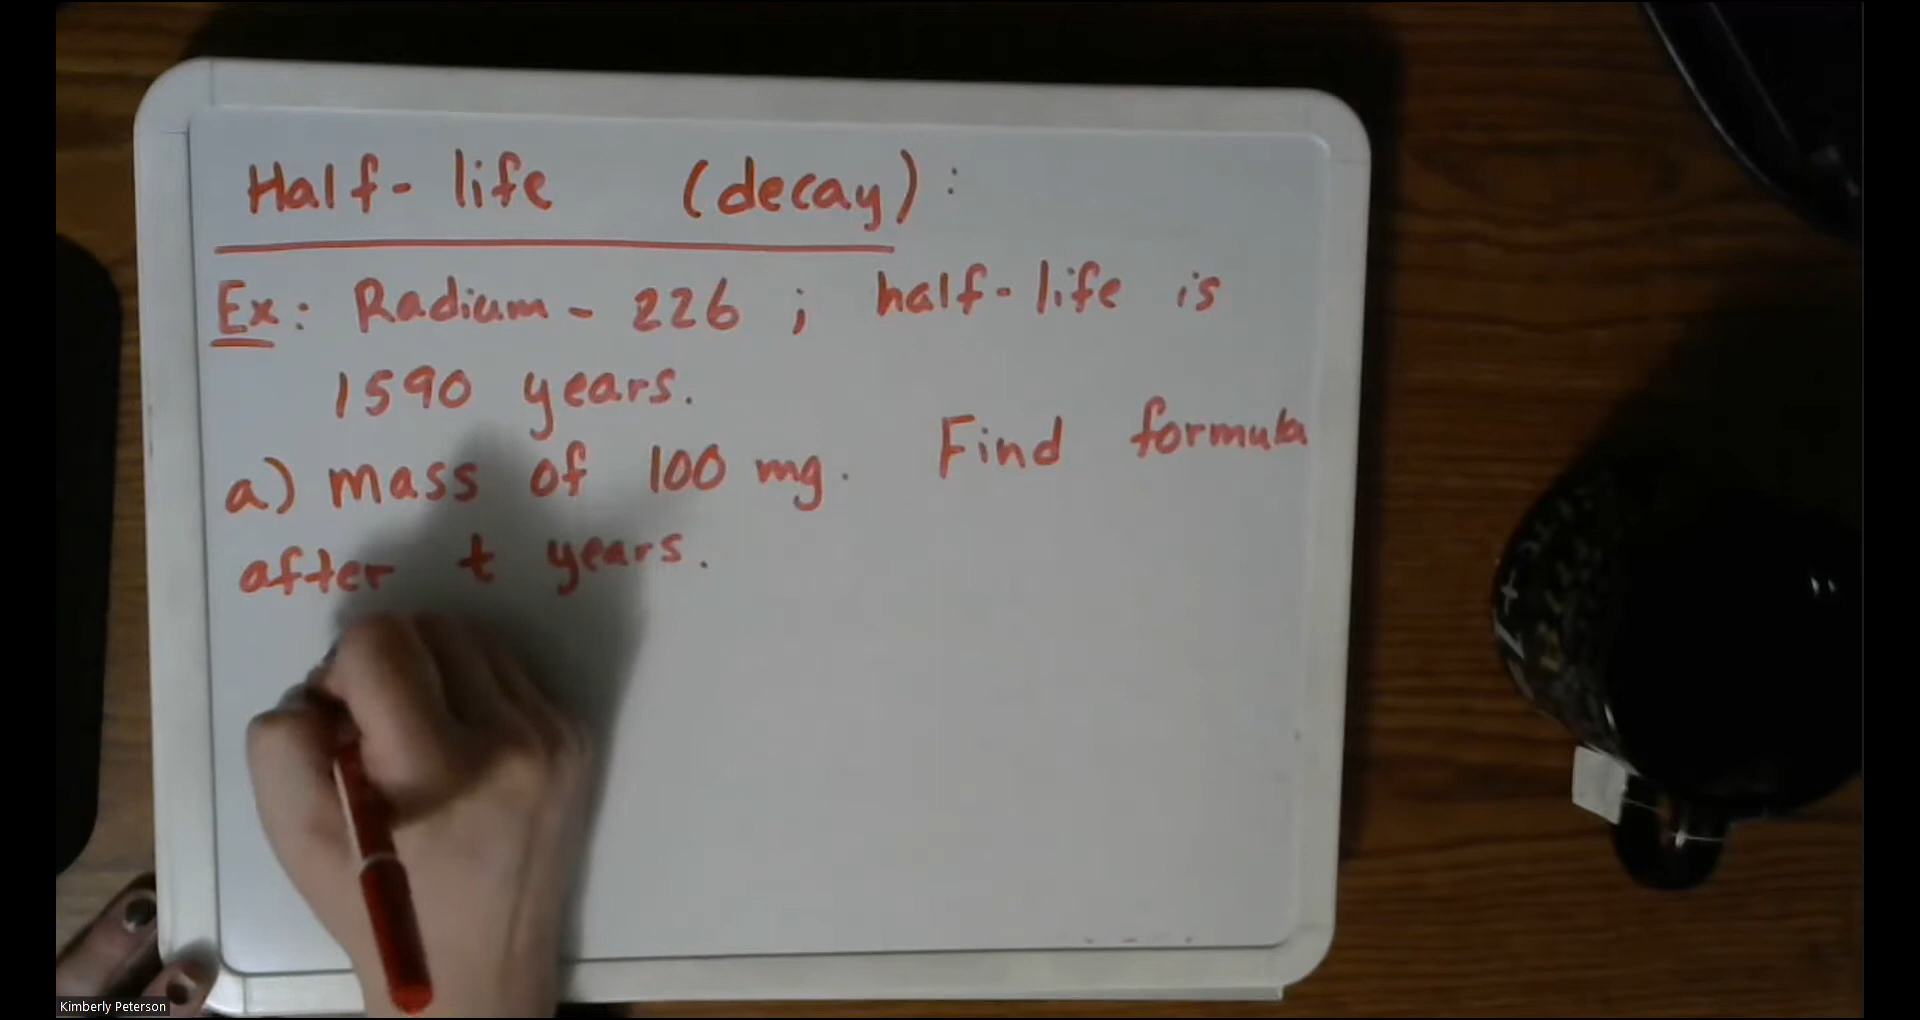 Half-life (decay):
Ex: Radium-226; half-life is
1590 years.
a) mass of 100 mg. Find formula
after t years.
Kimberly Peterson